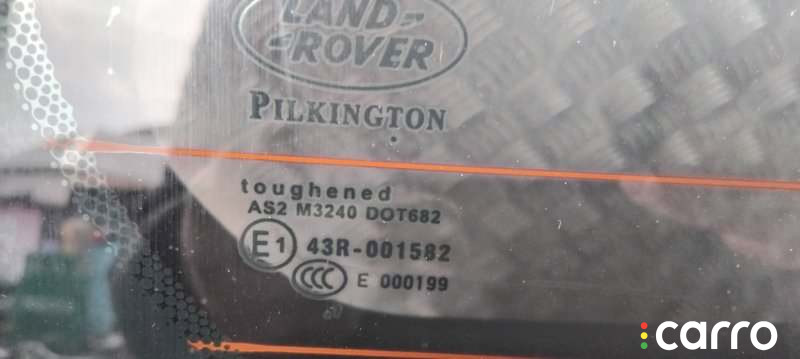 LAND
ROVER
PILKINGTON
toughened
AS2 M3240 DOT682
E1 43R-001582
CCC E 000199
carro